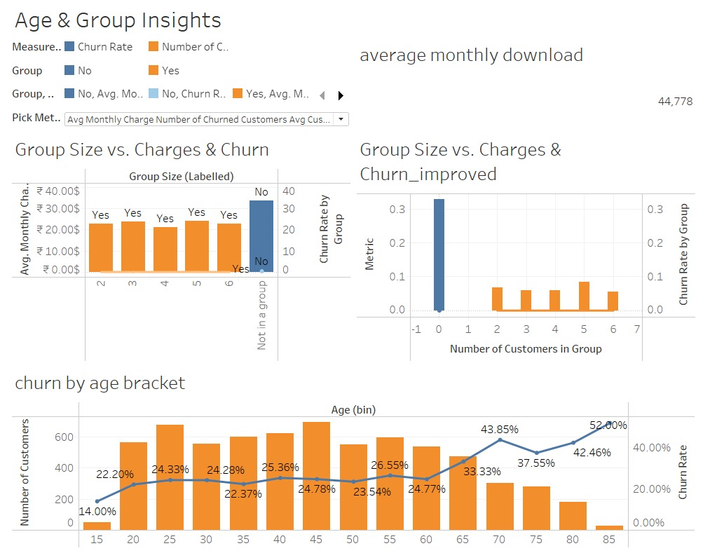 Age & Group Insights
Measure.. Churn Rate Number of C..
Group No Yes
Group, .. No, Avg. Mo.. No, Churn R.. Yes, Avg. M..
Pick Met.. Avg Monthly Charge Number of Churned Customers Avg Cus...
average monthly download
44,778
Group Size vs. Charges & Churn
Group Size (Labelled)
Avg. Monthly Cha..
₹ 40.00$
₹ 30.00$
₹ 20.00$
₹ 10.00$
₹ 0.00$
Yes Yes Yes Yes Yes No
Yes No
40
30
20
10
0
Churn Rate by
Group
2 3 4 5 6 Not in a group
Group Size vs. Charges &
Churn_improved
Metric
0.3
0.2
0.1
0.0
0.3
0.2
0.1
0.0
Churn Rate by Group
-1 0 1 2 3 4 5 6 7
Number of Customers in Group
churn by age bracket
Age (bin)
Number of Customers
600
400
200
0
14.00% 22.20% 24.33% 24.28% 22.37% 25.36% 24.78% 23.54% 26.55% 24.77% 33.33% 43.85% 37.55% 42.46% 52.00%
40.00%
20.00%
0.00%
Churn Rate
15 20 25 30 35 40 45 50 55 60 65 70 75 80 85